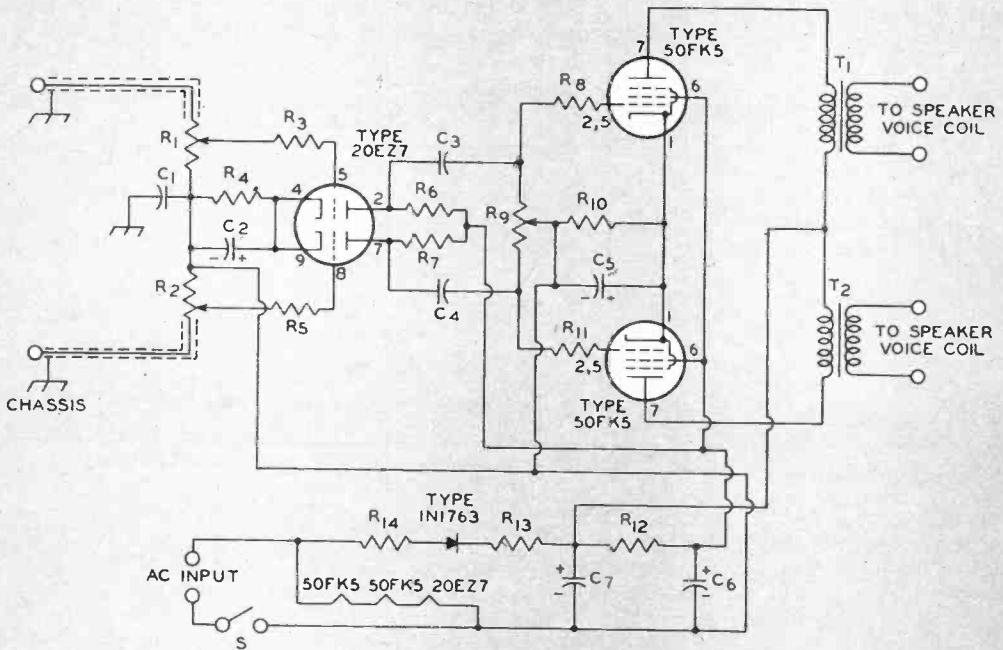 TYPE
50FK5
7
6
R8
2,5
1
T1
TO SPEAKER
VOICE COIL
R1
R3
TYPE
20EZ7
C3
C1
R4
4
5
2
R6
R9
R10
C2
- +
9
7
R7
8
C4
C5
- +
R2
R5
R11
1
6
2,5
7
TYPE
50FK5
T2
TO SPEAKER
VOICE COIL
CHASSIS
TYPE
1N1763
R14
R13
R12
AC INPUT
50FK5 50FK5 20EZ7
+
-
C7
+
-
C6
S